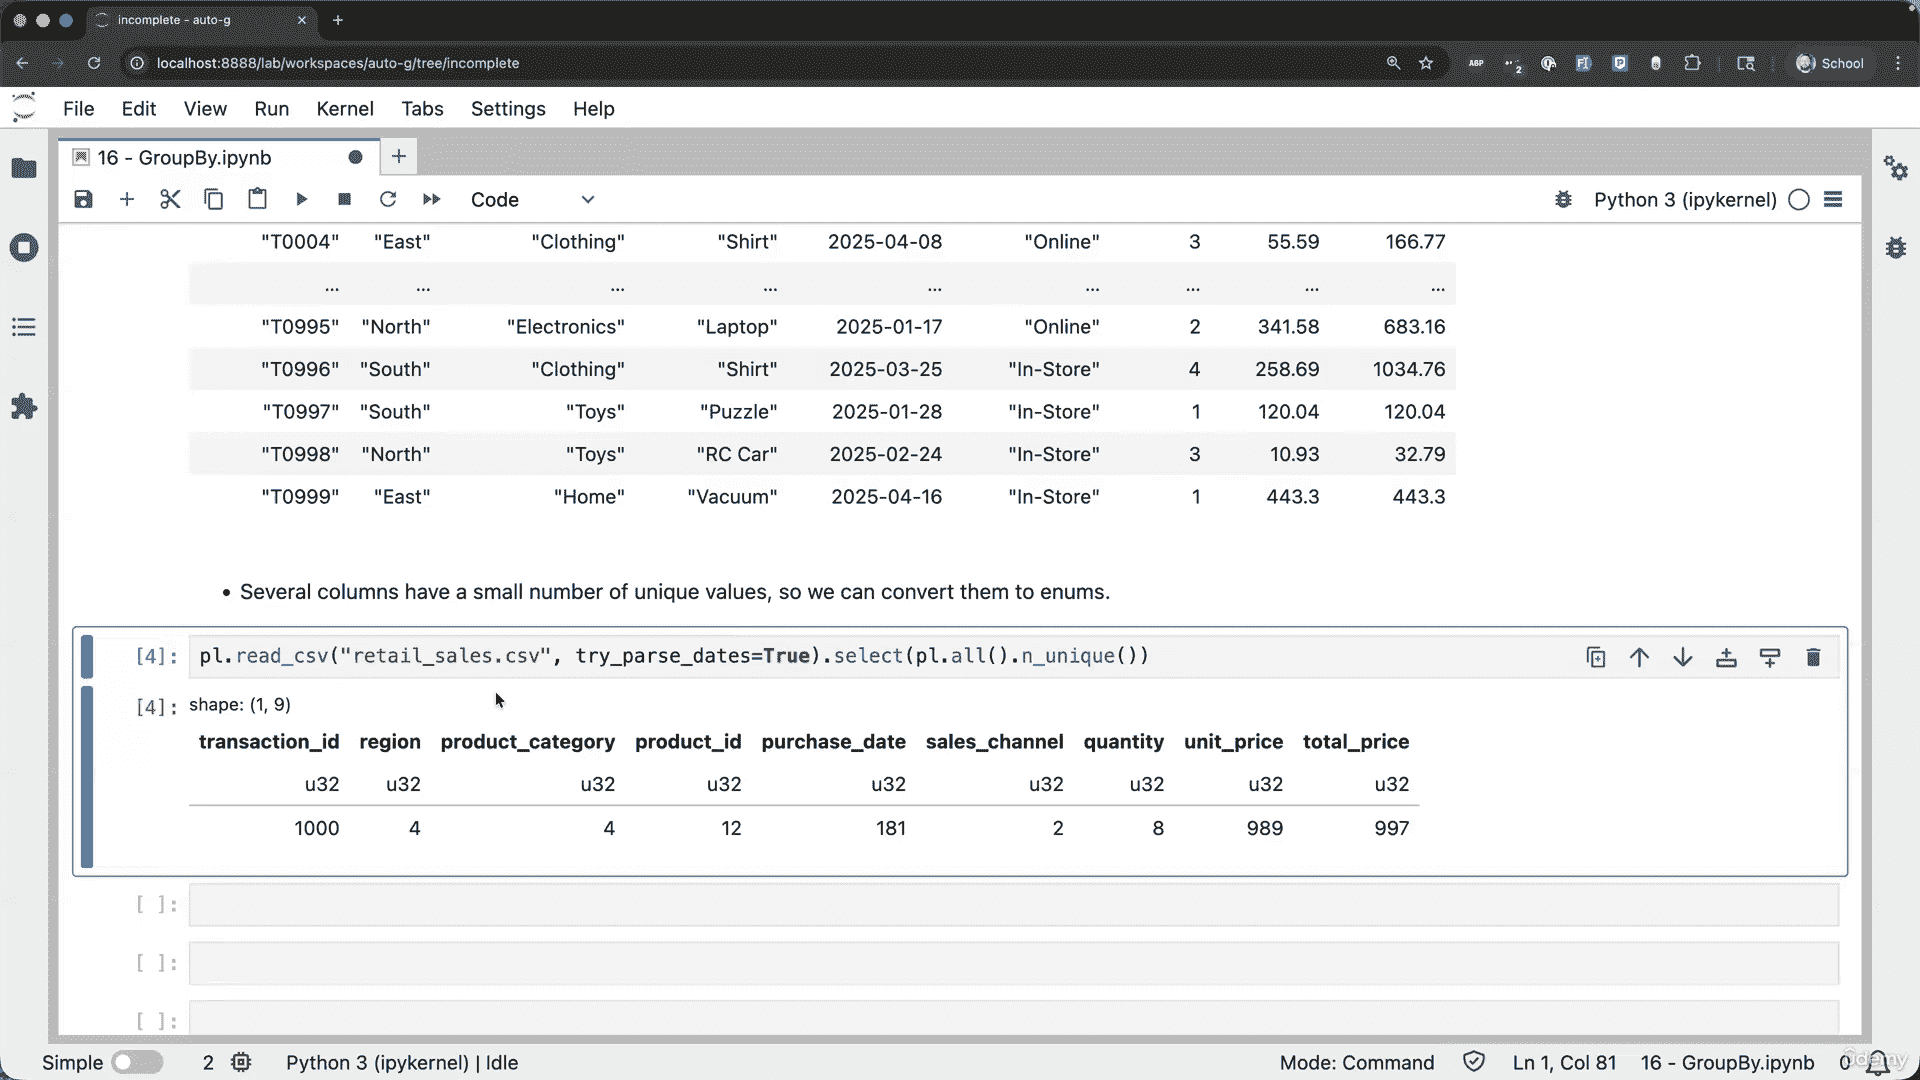 incomplete - auto-g
localhost:8888/lab/workspaces/auto-g/tree/incomplete
ABP
2
School
File Edit View Run Kernel Tabs Settings Help
16 - GroupBy.ipynb
Code
Python 3 (ipykernel)
"T0004" "East" "Clothing" "Shirt" 2025-04-08 "Online" 3 55.59 166.77
... ... ... ... ... ... ... ... ...
"T0995" "North" "Electronics" "Laptop" 2025-01-17 "Online" 2 341.58 683.16
"T0996" "South" "Clothing" "Shirt" 2025-03-25 "In-Store" 4 258.69 1034.76
"T0997" "South" "Toys" "Puzzle" 2025-01-28 "In-Store" 1 120.04 120.04
"T0998" "North" "Toys" "RC Car" 2025-02-24 "In-Store" 3 10.93 32.79
"T0999" "East" "Home" "Vacuum" 2025-04-16 "In-Store" 1 443.3 443.3
• Several columns have a small number of unique values, so we can convert them to enums.
[4]: pl.read_csv("retail_sales.csv", try_parse_dates=True).select(pl.all().n_unique())
[4]: shape: (1, 9)
transaction_id region product_category product_id purchase_date sales_channel quantity unit_price total_price
u32 u32 u32 u32 u32 u32 u32 u32 u32
1000 4 4 12 181 2 8 989 997
[ ]:
[ ]:
[ ]:
Simple 2 Python 3 (ipykernel) | Idle Mode: Command Ln 1, Col 81 16 - GroupBy.ipynb 0
Udemy